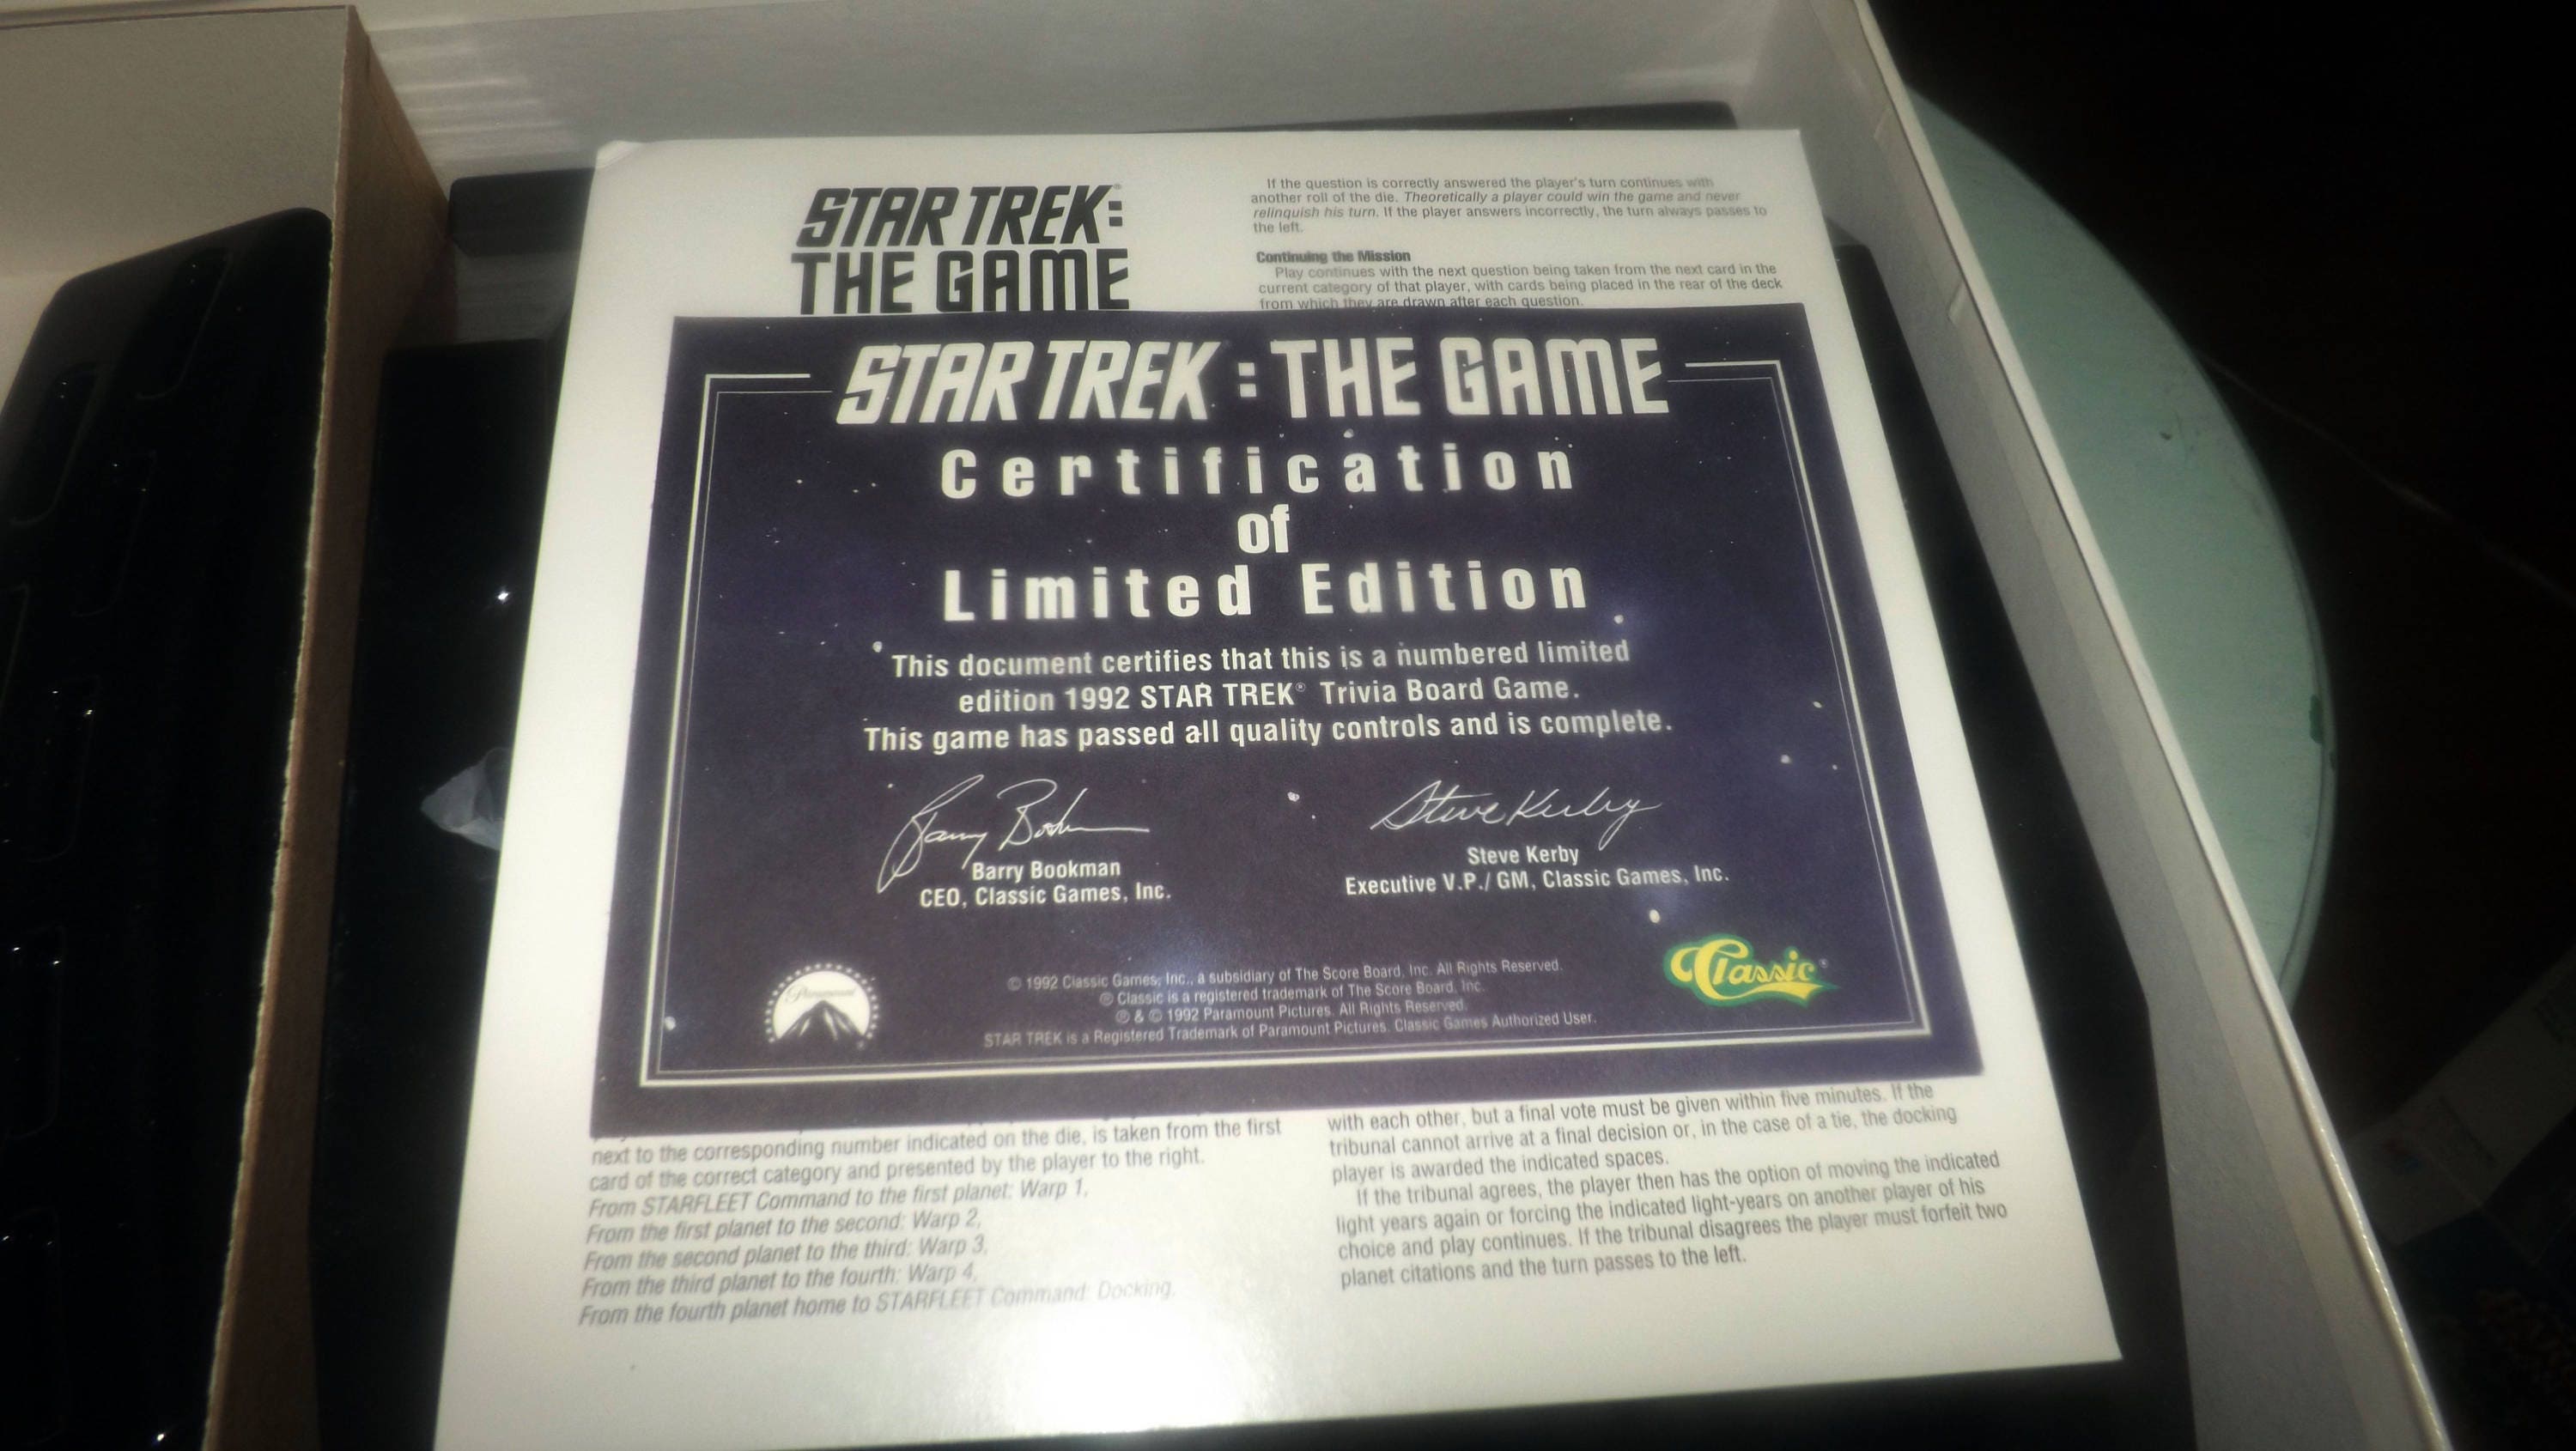 STAR TREK:
THE GAME
If the question is correctly answered the player's turn continues with
another roll of the die. Theoretically a player could win the game and never
relinquish his turn. If the player answers incorrectly, the turn always passes to
the left.
Continuing the Mission
Play continues with the next question being taken from the next card in the
current category of that player, with cards being placed in the rear of the deck
from which they are drawn after each question.
STAR TREK : THE GAME
Certification
of
Limited Edition
This document certifies that this is a numbered limited
edition 1992 STAR TREK® Trivia Board Game.
This game has passed all quality controls and is complete.
Barry Bookman
CEO, Classic Games, Inc.
Steve Kerby
Steve Kerby
Executive V.P./ GM, Classic Games, Inc.
Paramount
© 1992 Classic Games, Inc., a subsidiary of The Score Board, Inc. All Rights Reserved.
® Classic is a registered trademark of The Score Board, Inc.
® & © 1992 Paramount Pictures. All Rights Reserved.
STAR TREK is a Registered Trademark of Paramount Pictures. Classic Games Authorized User.
Classic®
next to the corresponding number indicated on the die, is taken from the first
card of the correct category and presented by the player to the right.
From STARFLEET Command to the first planet: Warp 1,
From the first planet to the second: Warp 2,
From the second planet to the third: Warp 3,
From the third planet to the fourth: Warp 4,
From the fourth planet home to STARFLEET Command: Docking.
with each other, but a final vote must be given within five minutes. If the
tribunal cannot arrive at a final decision or, in the case of a tie, the docking
player is awarded the indicated spaces.
If the tribunal agrees, the player then has the option of moving the indicated
light years again or forcing the indicated light-years on another player of his
choice and play continues. If the tribunal disagrees the player must forfeit two
planet citations and the turn passes to the left.